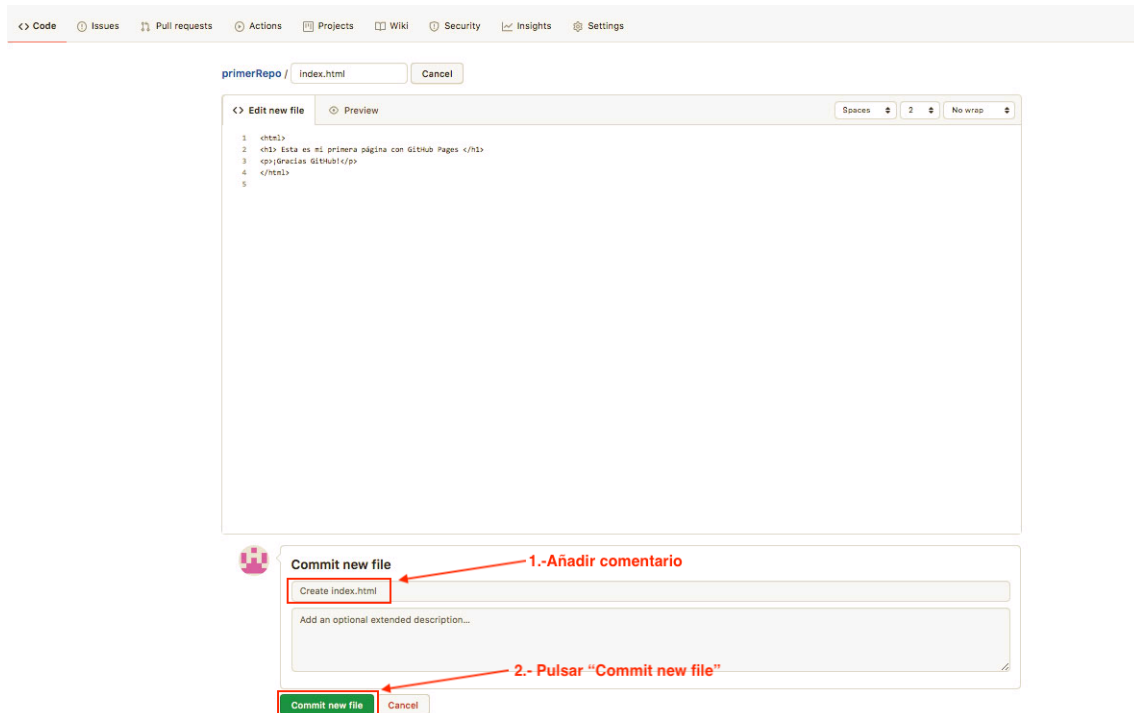 <> Code Issues Pull requests Actions Projects Wiki Security Insights Settings
primerRepo / index.html Cancel
<> Edit new file Preview Spaces 2 No wrap
1 <html>
2 <h1> Esta es mi primera página con GitHub Pages </h1>
3 <p>¡Gracias GitHub!</p>
4 </html>
5
Commit new file
1.-Añadir comentario
Create index.html
Add an optional extended description...
2.- Pulsar “Commit new file”
Commit new file Cancel